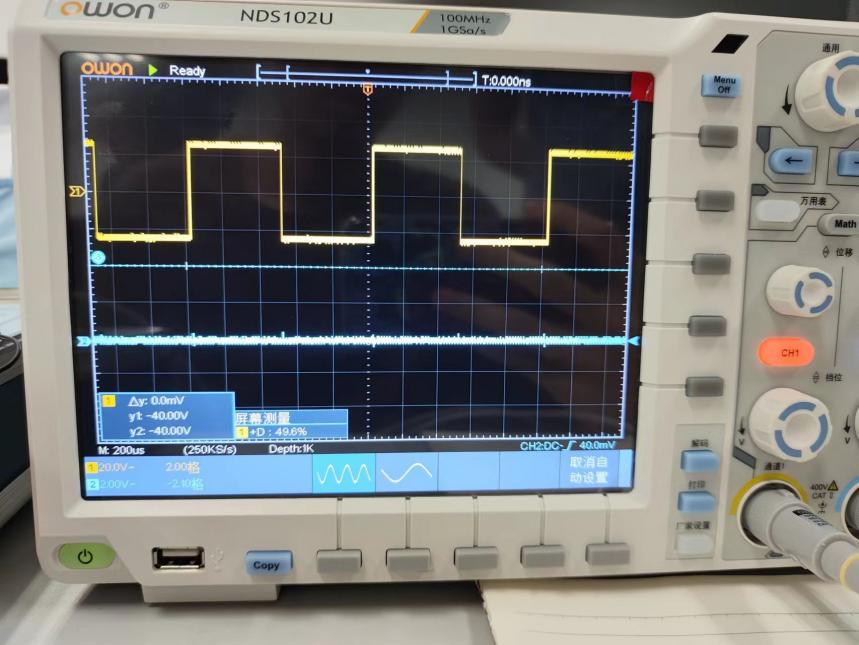 owon® NDS102U 100MHz
1GSa/s
OWON Ready T:0.000ns
Menu
Off
通用
万用表
Math
位移
CH1
档位
1 Δy: 0.0mV
y1: -40.00V
y2: -40.00V
屏幕测量
1 +D : 49.6%
M: 200us (250KS/s) Depth:1K CH2:DC- 40.0mV
1 20.0V~ 2.00格
2 2.00V~ -2.10格
取消自
动设置
解码
打印
厂家设置
通道1
400V
CAT II
V
V
Copy